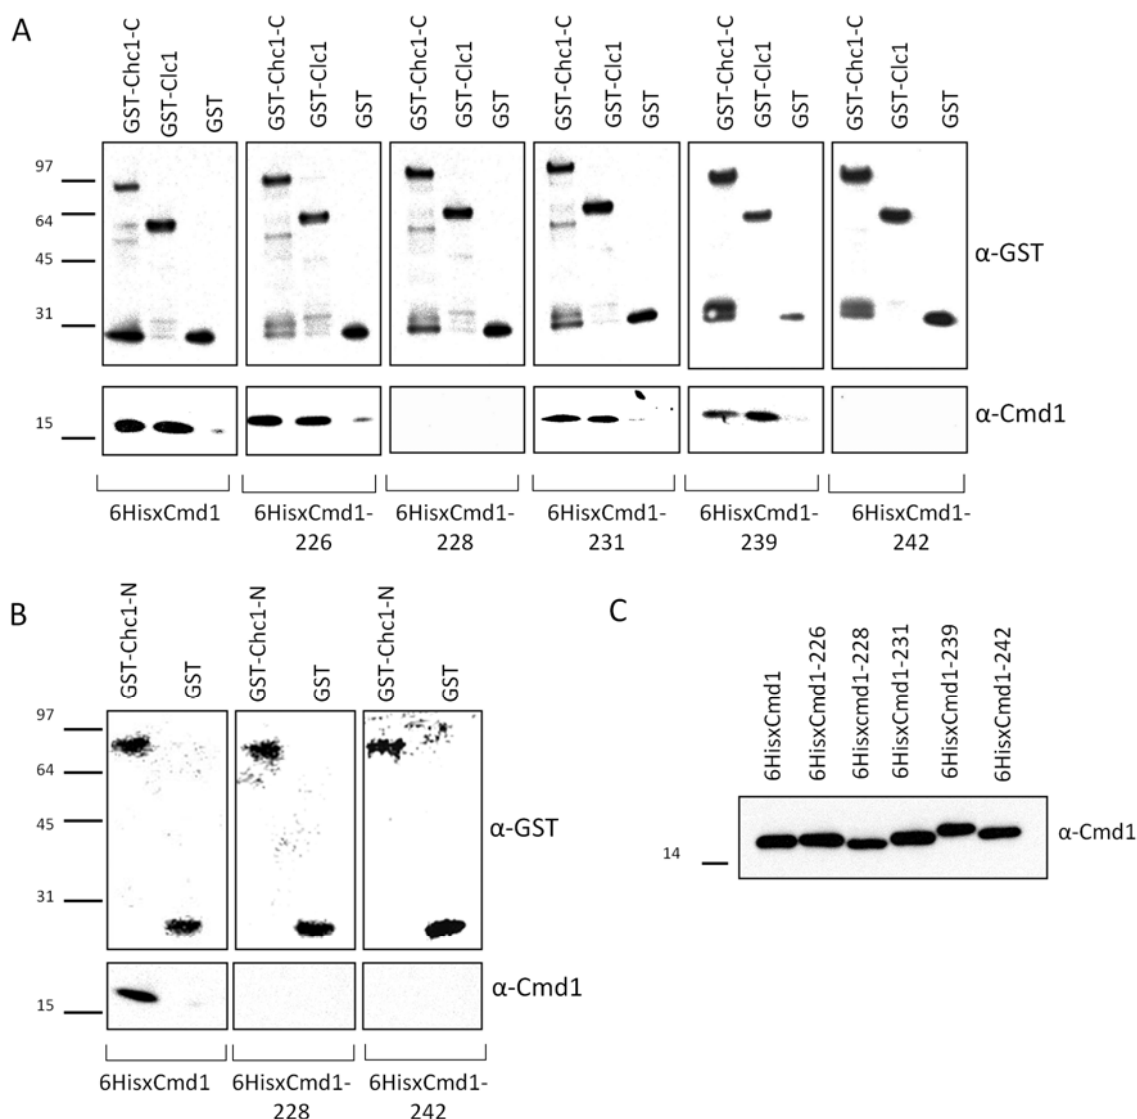 A
GST-Chc1-C
GST-Clc1
GST
GST-Chc1-C
GST-Clc1
GST
GST-Chc1-C
GST-Clc1
GST
GST-Chc1-C
GST-Clc1
GST
GST-Chc1-C
GST-Clc1
GST
GST-Chc1-C
GST-Clc1
GST
97
64
45
31
α-GST
15
α-Cmd1
6HisxCmd1
6HisxCmd1-
226
6HisxCmd1-
228
6HisxCmd1-
231
6HisxCmd1-
239
6HisxCmd1-
242
B
GST-Chc1-N
GST
GST-Chc1-N
GST
GST-Chc1-N
GST
97
64
45
31
α-GST
15
α-Cmd1
6HisxCmd1
6HisxCmd1-
228
6HisxCmd1-
242
C
6HisxCmd1
6HisxCmd1-226
6Hisxcmd1-228
6HisxCmd1-231
6HisxCmd1-239
6HisxCmd1-242
14
α-Cmd1